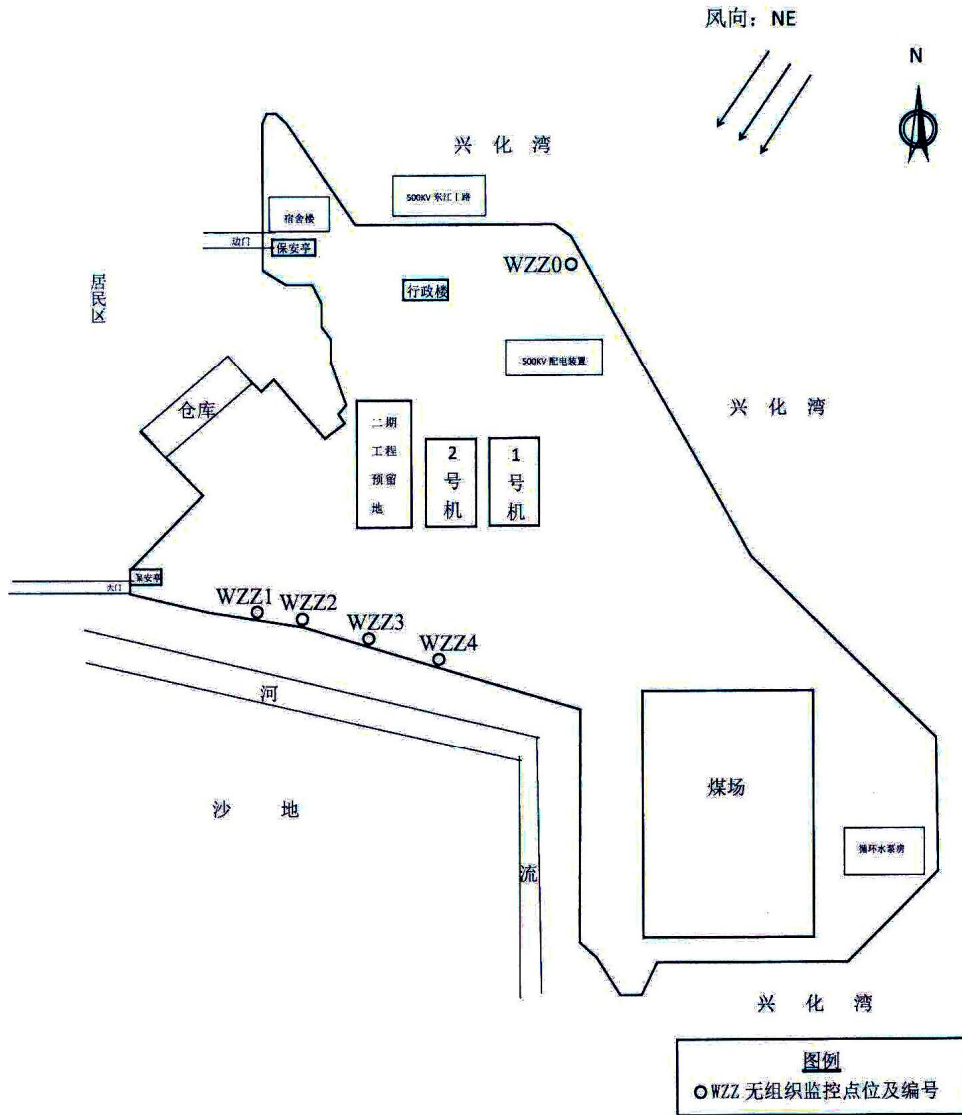 风向：NE
N
兴 化 湾
宿舍楼
边门
保安亭
WZZ0
行政楼
居民区
500KV 配电装置
兴 化 湾
仓库
二期
工程
预留
地
2号机
1号机
保安亭
大门
WZZ1
WZZ2
WZZ3
WZZ4
河
煤场
沙 地
循环水泵房
流
兴 化 湾
图例
WZZ 无组织监控点位及编号